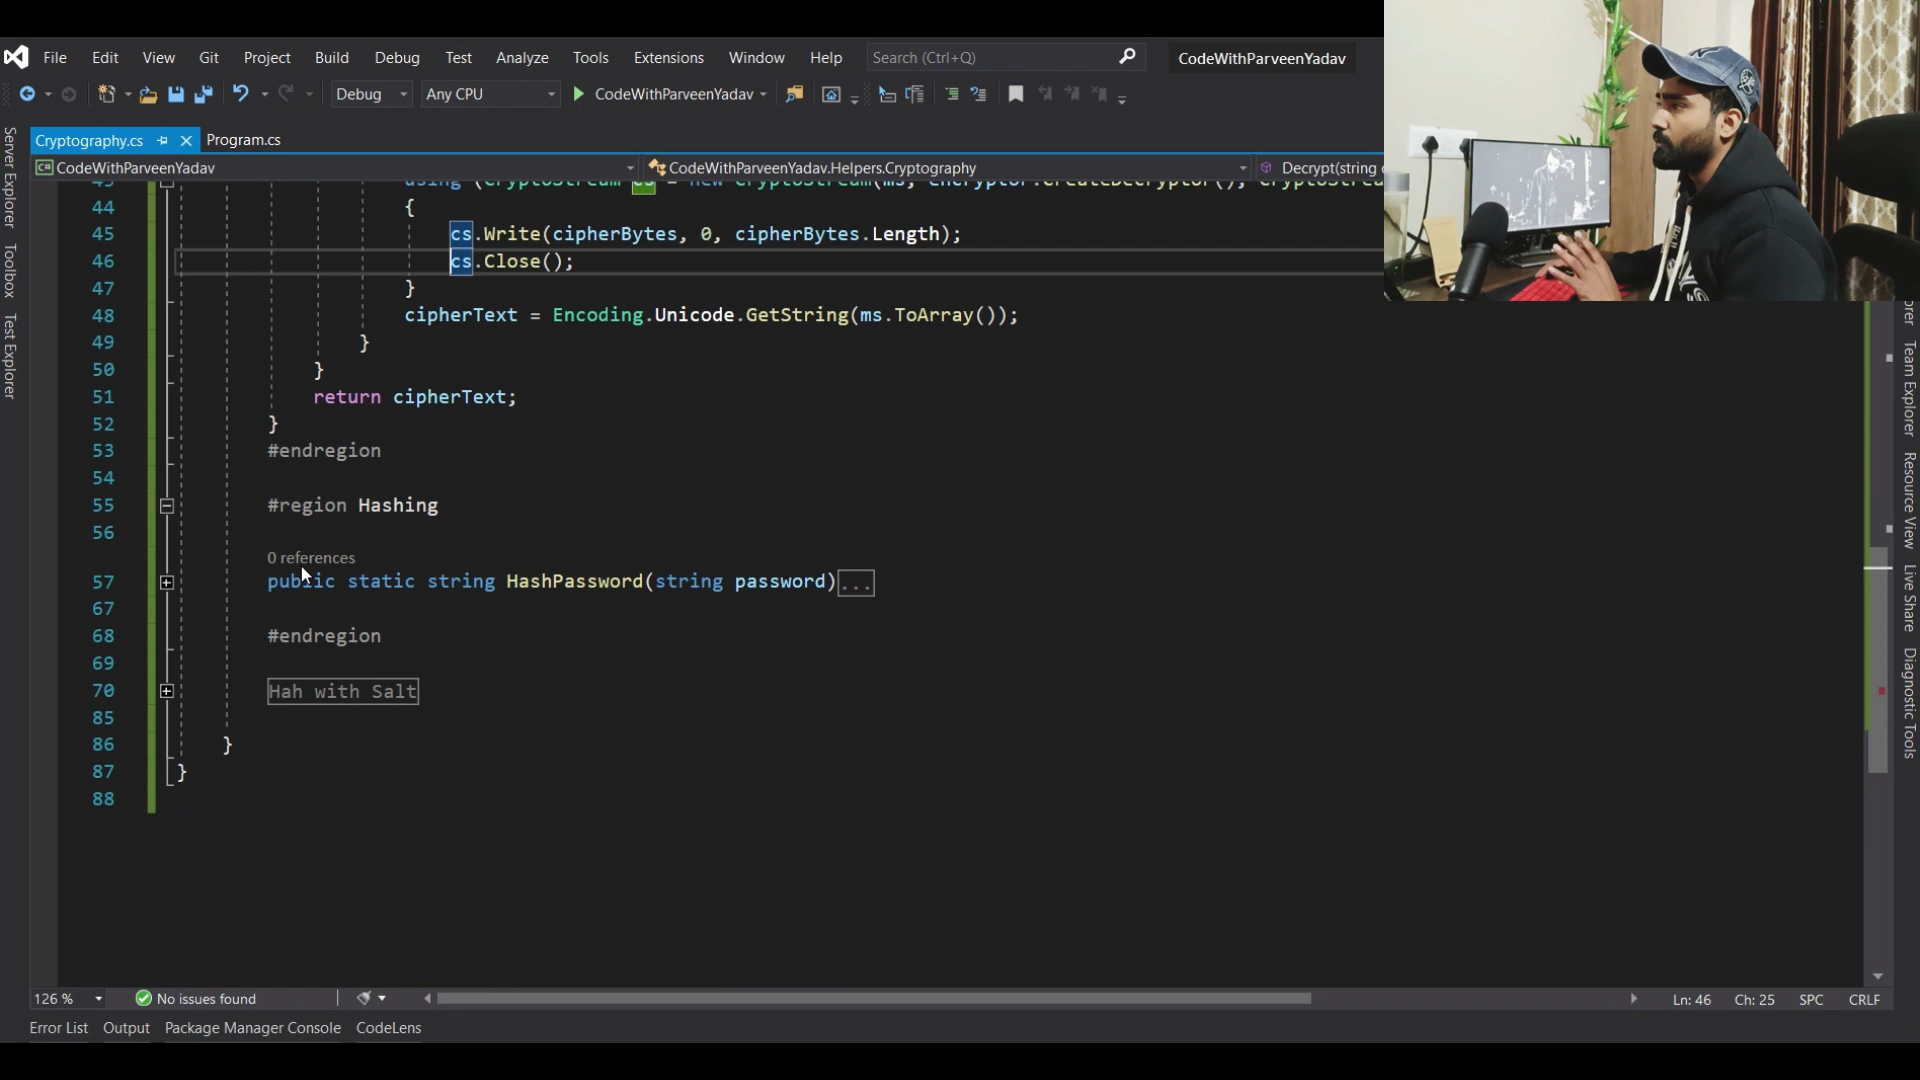 File Edit View Git Project Build Debug Test Analyze Tools Extensions Window Help Search (Ctrl+Q) CodeWithParveenYadav
Debug Any CPU CodeWithParveenYadav
Cryptography.cs Program.cs
CodeWithParveenYadav CodeWithParveenYadav.Helpers.Cryptography Decrypt(string
Server Explorer
Toolbox
Test Explorer
44 {
45 cs.Write(cipherBytes, 0, cipherBytes.Length);
46 cs.Close();
47 }
48 cipherText = Encoding.Unicode.GetString(ms.ToArray());
49 }
50 }
51 return cipherText;
52 }
53 #endregion
54
55 #region Hashing
56
0 references
57 public static string HashPassword(string password)...
67
68 #endregion
69
70 Hah with Salt
85
86 }
87 }
88
Team Explorer
Resource View
Live Share
Diagnostic Tools
126 % No issues found Ln: 46 Ch: 25 SPC CRLF
Error List Output Package Manager Console CodeLens